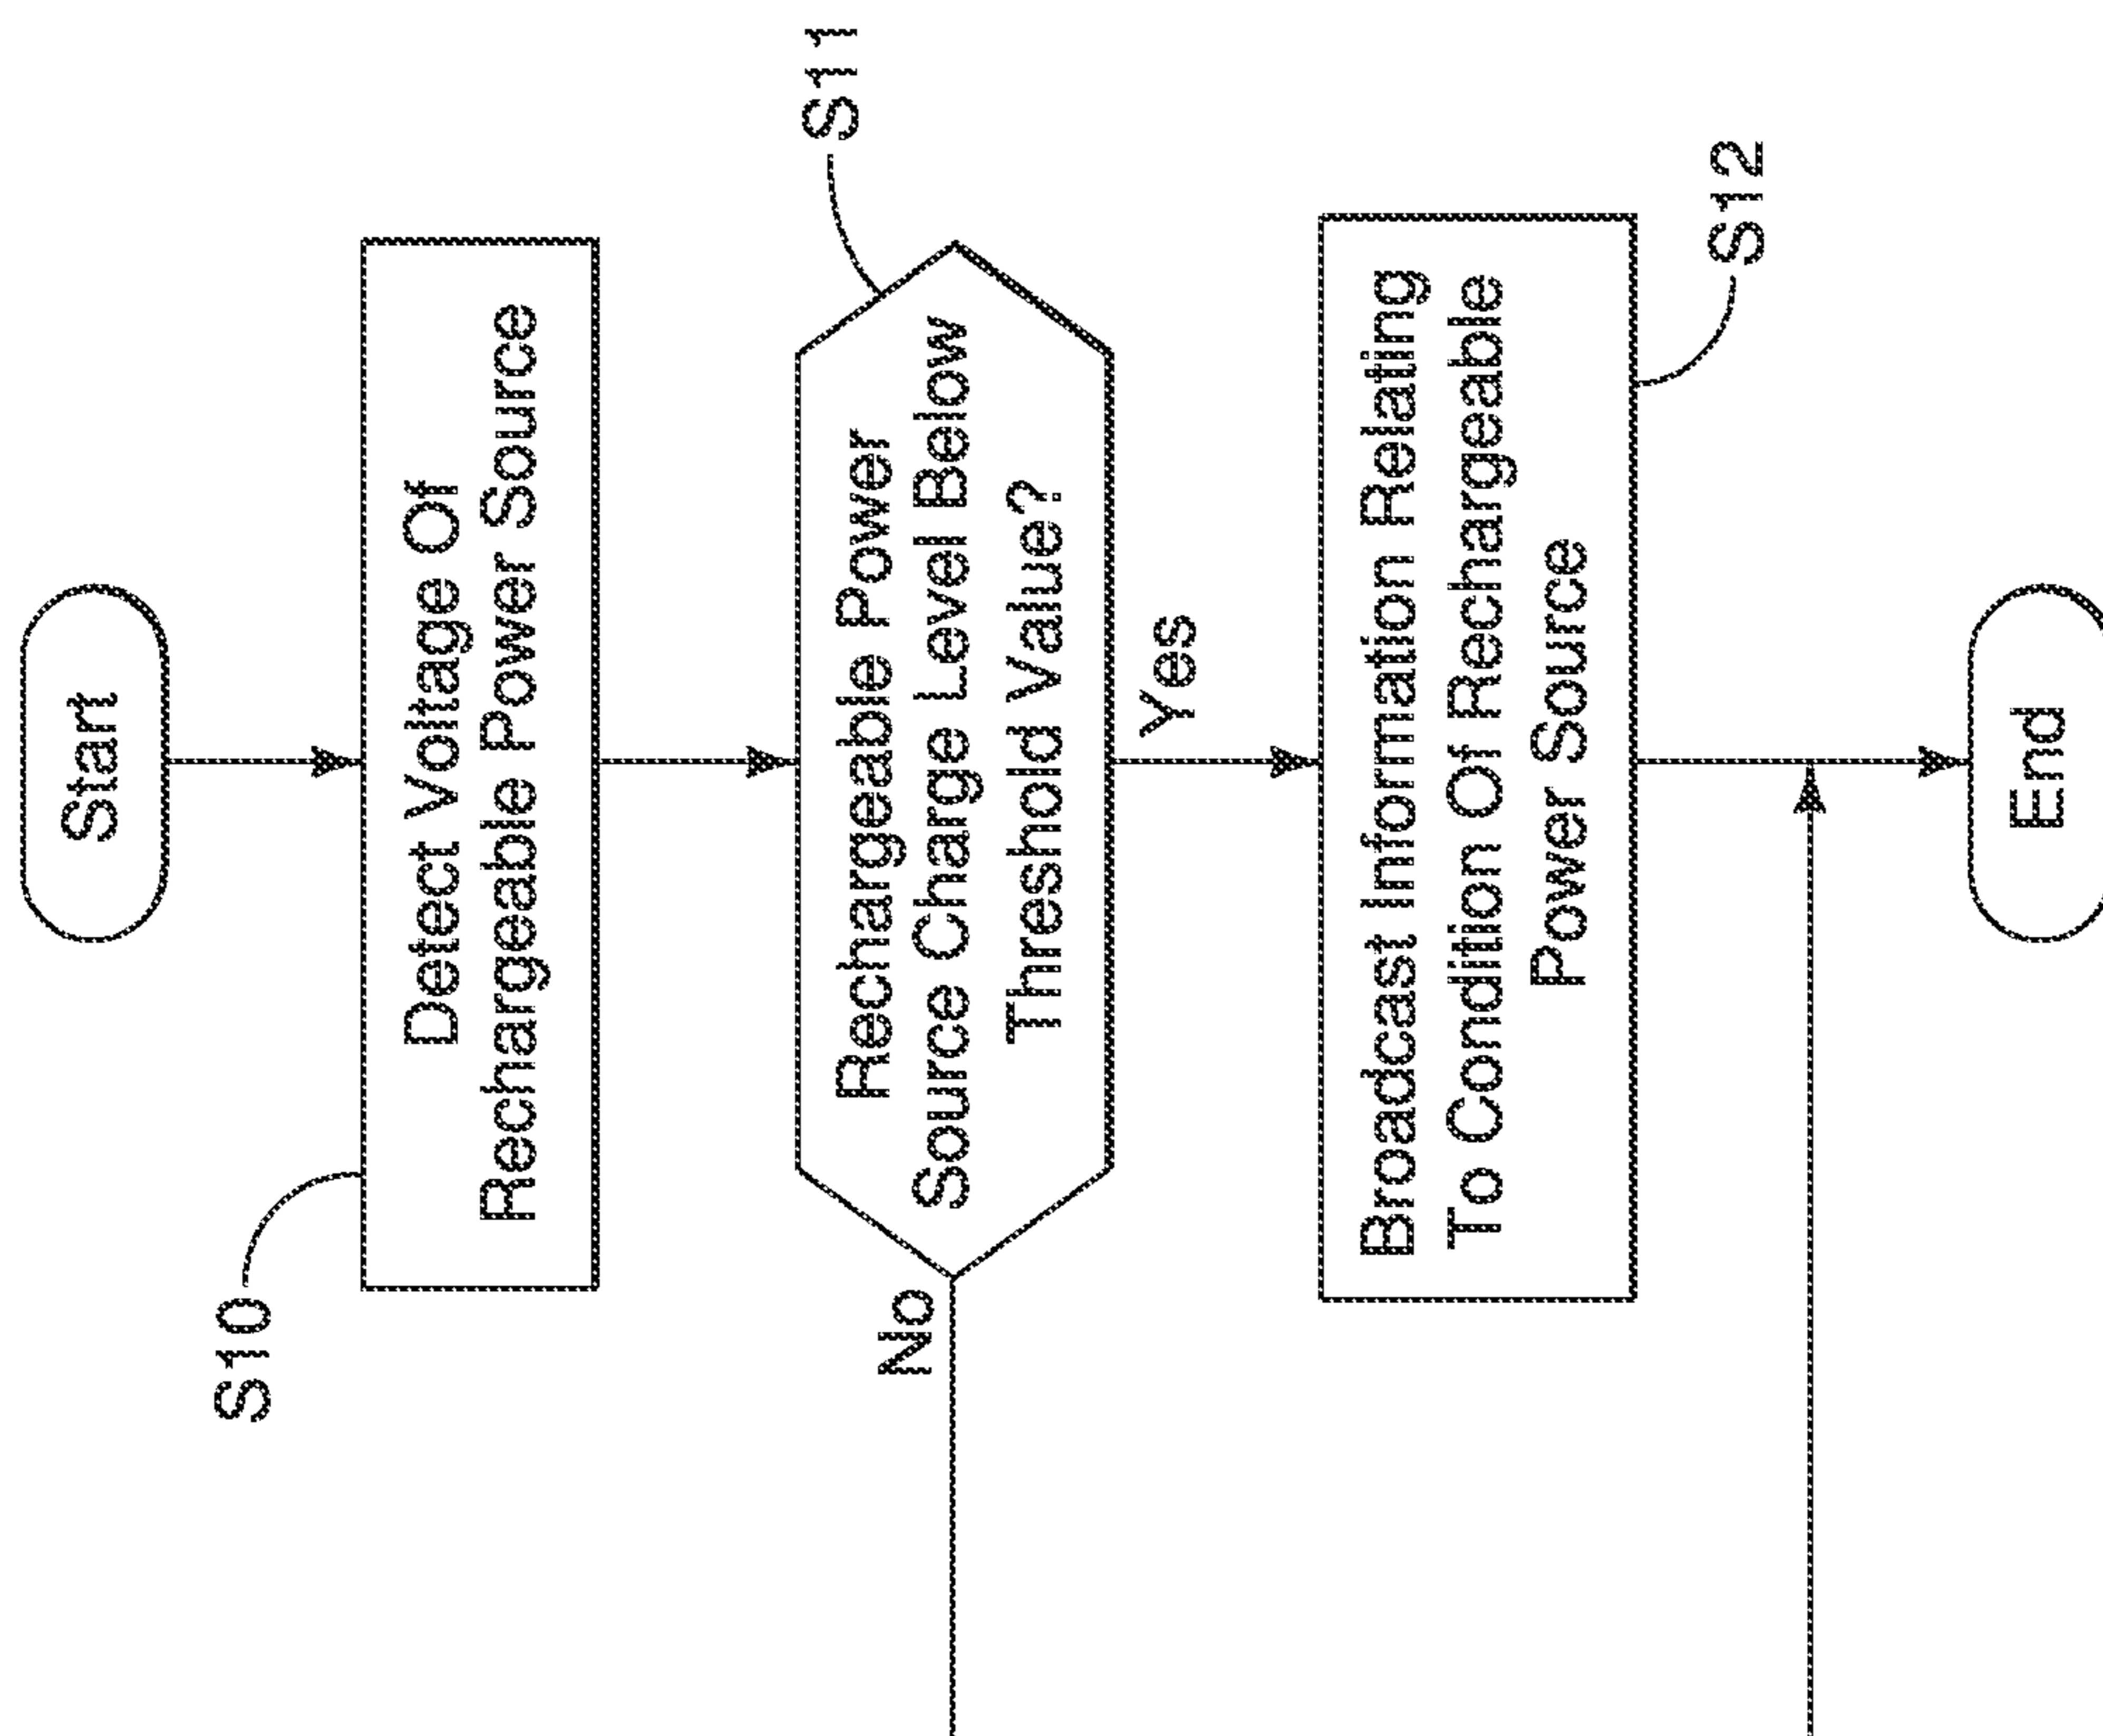 Start
S10
Detect Voltage Of
Rechargeable Power Source
S11
Rechargeable Power
Source Charge Level Below
Threshold Value?
No
Yes
Broadcast Information Relating
To Condition Of Rechargeable
Power Source
S12
End